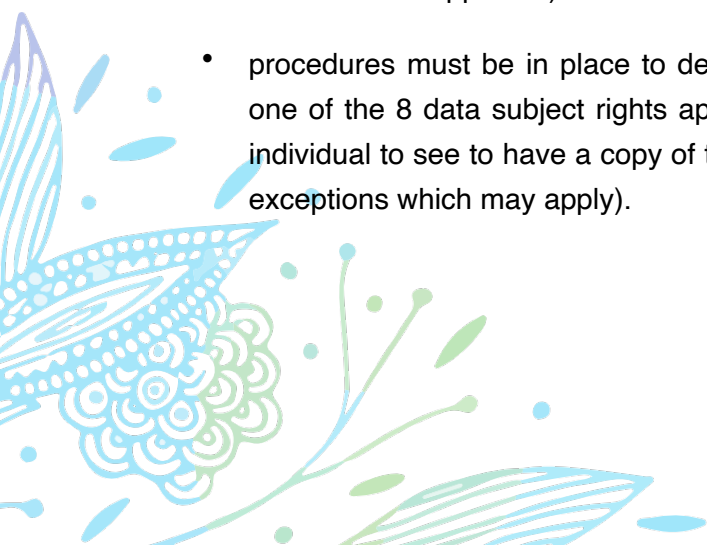 • procedures must be in place to de
one of the 8 data subject rights ap
individual to see to have a copy of
exceptions which may apply).